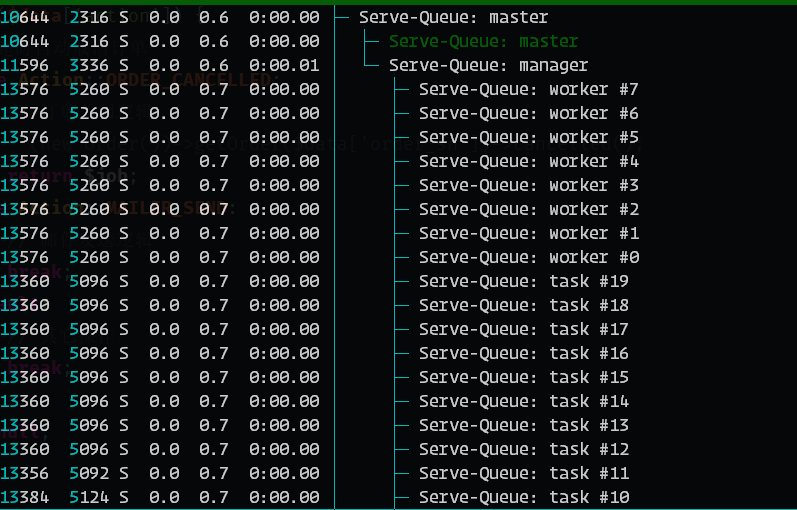 10644 2316 S 0.0 0.6 0:00.00 Serve-Queue: master
10644 2316 S 0.0 0.6 0:00.00 Serve-Queue: master
11596 3336 S 0.0 0.6 0:00.01 Serve-Queue: manager
13576 5260 S 0.0 0.7 0:00.00 Serve-Queue: worker #7
13576 5260 S 0.0 0.7 0:00.00 Serve-Queue: worker #6
13576 5260 S 0.0 0.7 0:00.00 Serve-Queue: worker #5
13576 5260 S 0.0 0.7 0:00.00 Serve-Queue: worker #4
13576 5260 S 0.0 0.7 0:00.00 Serve-Queue: worker #3
13576 5260 S 0.0 0.7 0:00.00 Serve-Queue: worker #2
13576 5260 S 0.0 0.7 0:00.00 Serve-Queue: worker #1
13576 5260 S 0.0 0.7 0:00.00 Serve-Queue: worker #0
13360 5096 S 0.0 0.7 0:00.00 Serve-Queue: task #19
13360 5096 S 0.0 0.7 0:00.00 Serve-Queue: task #18
13360 5096 S 0.0 0.7 0:00.00 Serve-Queue: task #17
13360 5096 S 0.0 0.7 0:00.00 Serve-Queue: task #16
13360 5096 S 0.0 0.7 0:00.00 Serve-Queue: task #15
13360 5096 S 0.0 0.7 0:00.00 Serve-Queue: task #14
13360 5096 S 0.0 0.7 0:00.00 Serve-Queue: task #13
13360 5096 S 0.0 0.7 0:00.00 Serve-Queue: task #12
13356 5092 S 0.0 0.7 0:00.00 Serve-Queue: task #11
13384 5124 S 0.0 0.7 0:00.00 Serve-Queue: task #10